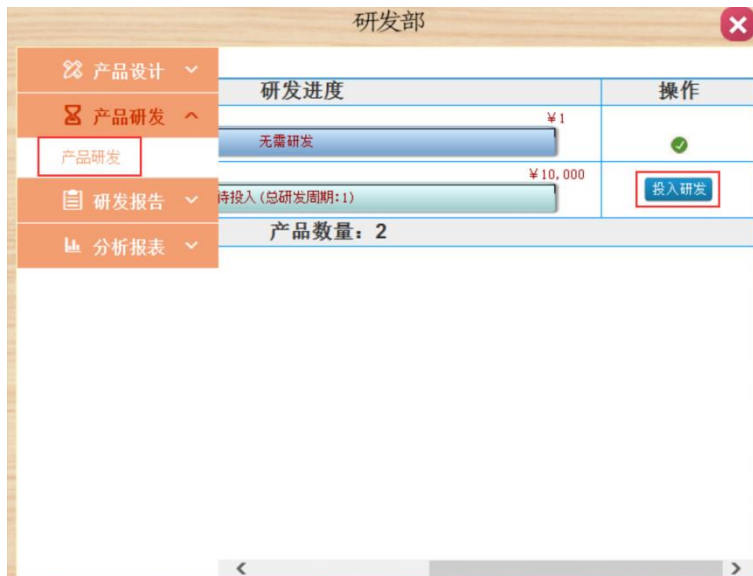 研发部
产品设计
产品研发
产品研发
研发报告
分析报表
研发进度 操作
￥1
无需研发
￥10,000
待投入(总研发周期:1) 投入研发
产品数量：2